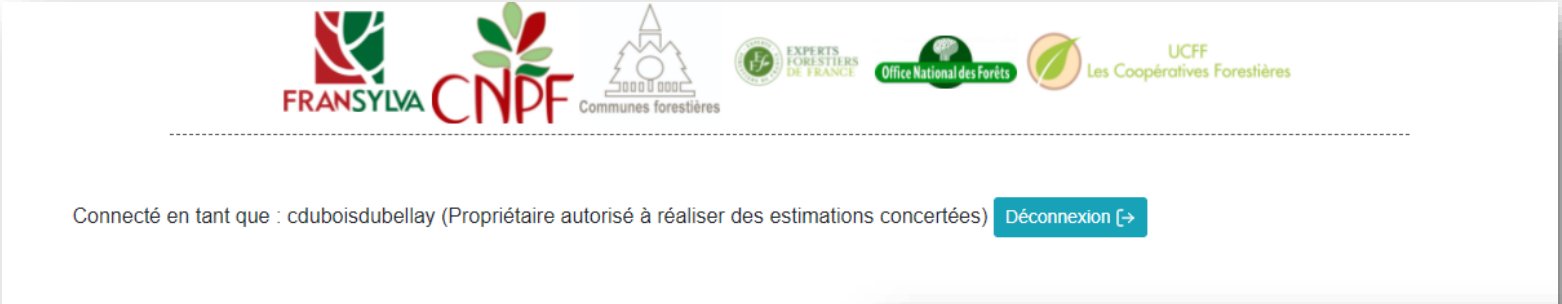 FRANSYLVA
CNPF
Communes forestières
EXPERTS
FORESTIERS
DE FRANCE
Office National des Forêts
UCFF
Les Coopératives Forestières
Connecté en tant que : cduboisdubellay (Propriétaire autorisé à réaliser des estimations concertées) Déconnexion